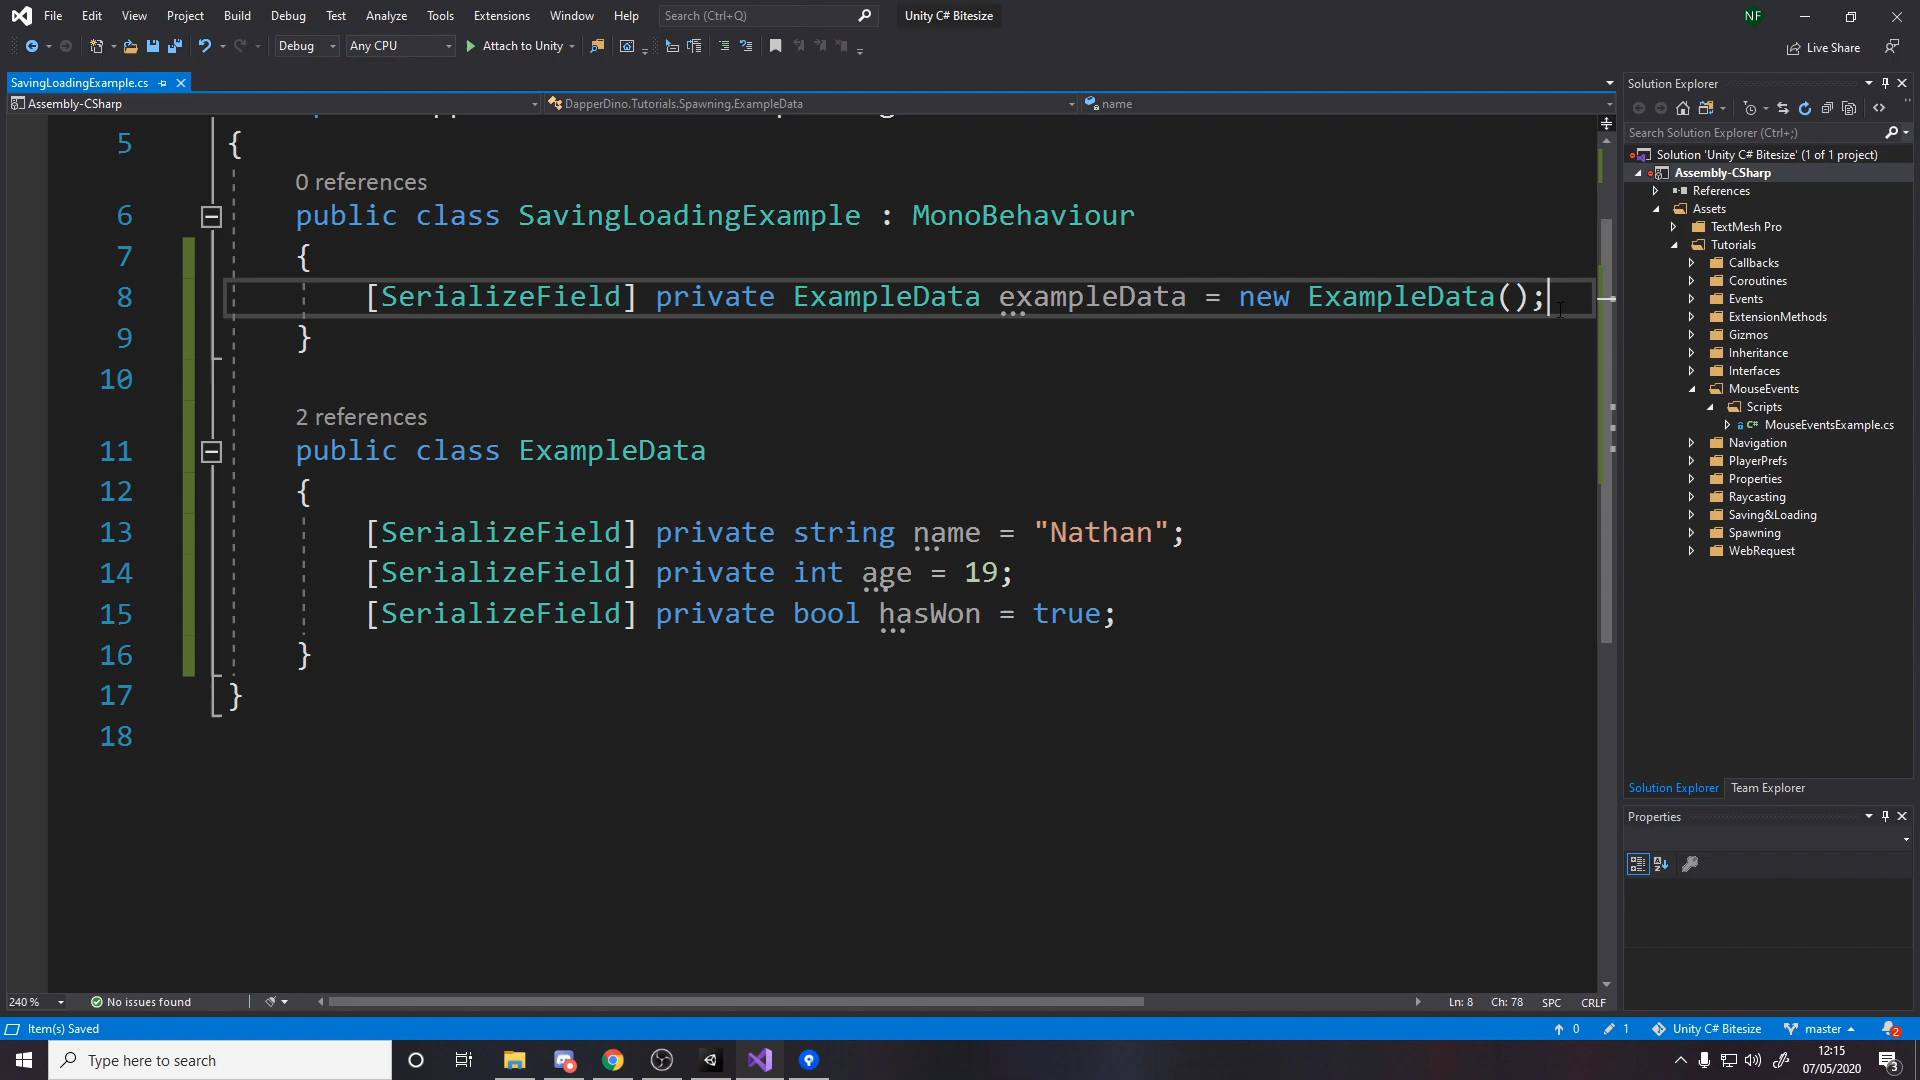 File Edit View Project Build Debug Test Analyze Tools Extensions Window Help Search (Ctrl+Q) Unity C# Bitesize NF
Debug Any CPU Attach to Unity Live Share
SavingLoadingExample.cs
Assembly-CSharp DapperDino.Tutorials.Spawning.ExampleData name
5 {
0 references
6 public class SavingLoadingExample : MonoBehaviour
7 {
8 [SerializeField] private ExampleData exampleData = new ExampleData();
9 }
10
2 references
11 public class ExampleData
12 {
13 [SerializeField] private string name = "Nathan";
14 [SerializeField] private int age = 19;
15 [SerializeField] private bool hasWon = true;
16 }
17 }
18
240 % No issues found Ln: 8 Ch: 78 SPC CRLF
Solution Explorer
Search Solution Explorer (Ctrl+;)
Solution 'Unity C# Bitesize' (1 of 1 project)
Assembly-CSharp
References
Assets
TextMesh Pro
Tutorials
Callbacks
Coroutines
Events
ExtensionMethods
Gizmos
Inheritance
Interfaces
MouseEvents
Scripts
C# MouseEventsExample.cs
Navigation
PlayerPrefs
Properties
Raycasting
Saving&Loading
Spawning
WebRequest
Solution Explorer Team Explorer
Properties
Item(s) Saved 0 1 Unity C# Bitesize master 2
Type here to search 12:15
07/05/2020 3